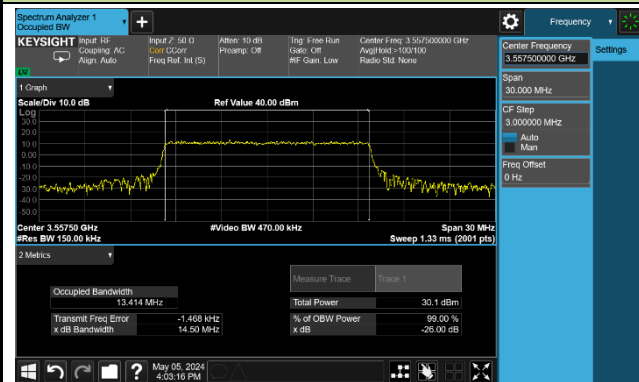 Spectrum Analyzer 1
Occupied BW
+
Frequency
KEYSIGHT
Input: RF
Coupling: AC
Align: Auto
Input Z: 50 Ω
Corr CCorr
Freq Ref: Int (S)
Atten: 10 dB
Preamp: Off
Trig: Free Run
Gate: Off
#IF Gain: Low
Center Freq: 3.557500000 GHz
Avg|Hold:>100/100
Radio Std: None
1 Graph
Scale/Div 10.0 dB
Ref Value 40.00 dBm
Log
30.0
20.0
10.0
0.00
-10.0
-20.0
-30.0
-40.0
-50.0
Center 3.55750 GHz
#Video BW 470.00 kHz
Span 30 MHz
#Res BW 150.00 kHz
Sweep 1.33 ms (2001 pts)
2 Metrics
Measure Trace
Trace 1
Occupied Bandwidth
13.414 MHz
Total Power
30.1 dBm
Transmit Freq Error
-1.468 kHz
% of OBW Power
99.00 %
x dB Bandwidth
14.50 MHz
x dB
-26.00 dB
May 05, 2024
4:03:16 PM
Center Frequency
3.557500000 GHz
Settings
Span
30.000 MHz
CF Step
3.000000 MHz
Auto
Man
Freq Offset
0 Hz